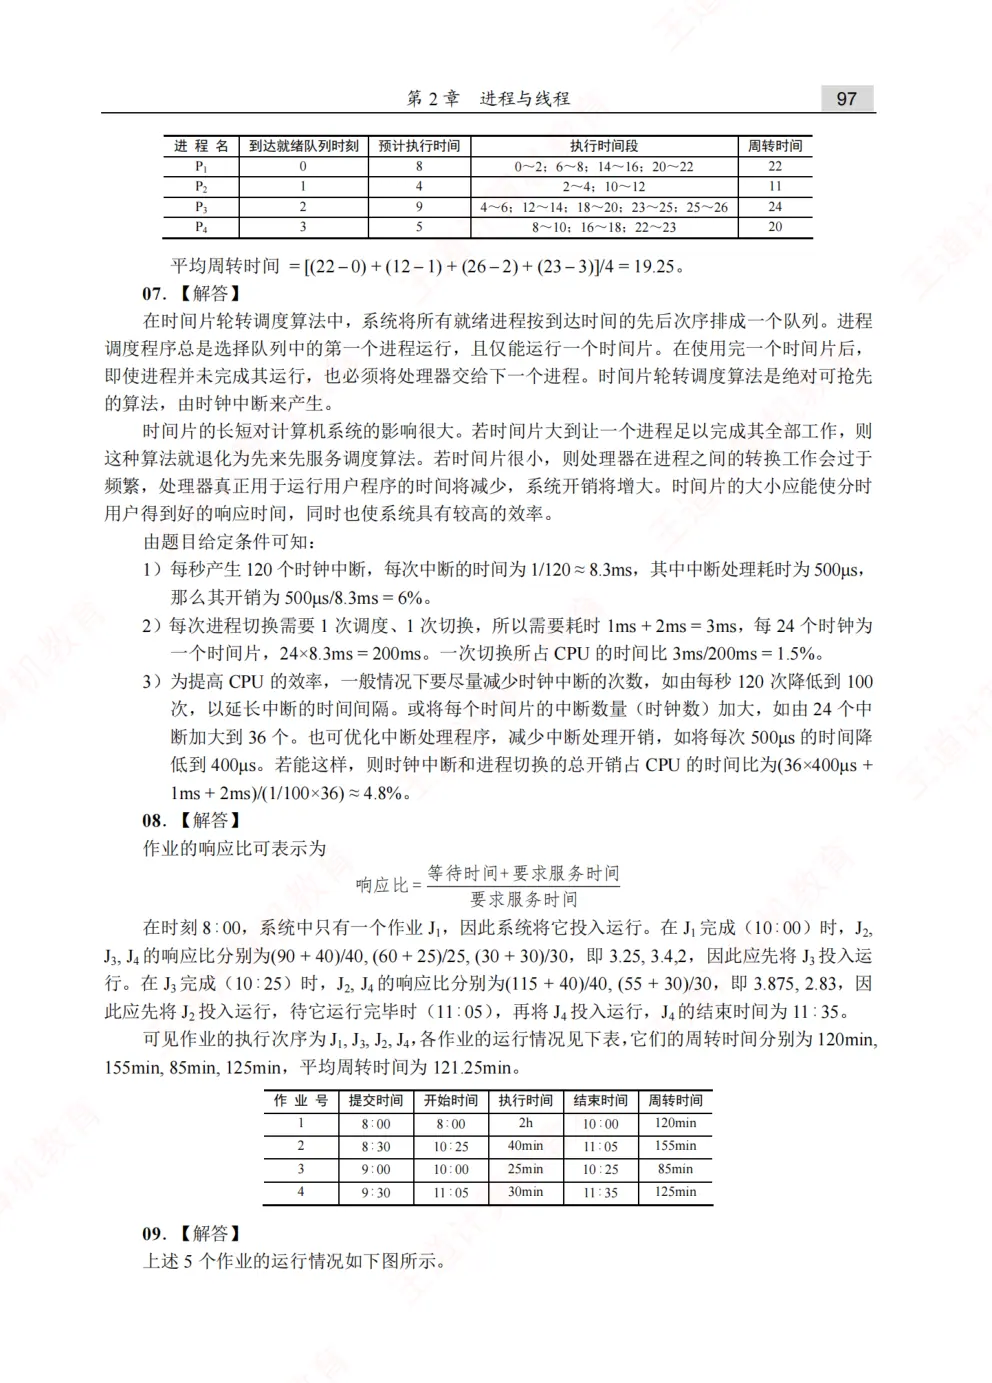 第 2 章 进程与线程 97
进 程 名 到达就绪队列时刻 预计执行时间 执行时间段 周转时间
P1 0 8 0～2；6～8；14～16；20～22 22
P2 1 4 2～4；10～12 11
P3 2 9 4～6；12～14；18～20；23～25；25～26 24
P4 3 5 8～10；16～18；22～23 20
平均周转时间 = [(22 – 0) + (12 – 1) + (26 – 2) + (23 – 3)]/4 = 19.25。
07．【解答】
在时间片轮转调度算法中，系统将所有就绪进程按到达时间的先后次序排成一个队列。进程
调度程序总是选择队列中的第一个进程运行，且仅能运行一个时间片。在使用完一个时间片后，
即使进程并未完成其运行，也必须将处理器交给下一个进程。时间片轮转调度算法是绝对可抢先
的算法，由时钟中断来产生。
时间片的长短对计算机系统的影响很大。若时间片大到让一个进程足以完成其全部工作，则
这种算法就退化为先来先服务调度算法。若时间片很小，则处理器在进程之间的转换工作会过于
频繁，处理器真正用于运行用户程序的时间将减少，系统开销将增大。时间片的大小应能使分时
用户得到好的响应时间，同时也使系统具有较高的效率。
由题目给定条件可知：
1）每秒产生 120 个时钟中断，每次中断的时间为 1/120 ≈ 8.3ms，其中中断处理耗时为 500μs，
那么其开销为 500μs/8.3ms = 6%。
2）每次进程切换需要 1 次调度、1 次切换，所以需要耗时 1ms + 2ms = 3ms，每 24 个时钟为
一个时间片，24×8.3ms = 200ms。一次切换所占 CPU 的时间比 3ms/200ms = 1.5%。
3）为提高 CPU 的效率，一般情况下要尽量减少时钟中断的次数，如由每秒 120 次降低到 100
次，以延长中断的时间间隔。或将每个时间片的中断数量（时钟数）加大，如由 24 个中
断加大到 36 个。也可优化中断处理程序，减少中断处理开销，如将每次 500μs 的时间降
低到 400μs。若能这样，则时钟中断和进程切换的总开销占 CPU 的时间比为(36×400μs +
1ms + 2ms)/(1/100×36) ≈ 4.8%。
08．【解答】
作业的响应比可表示为
响应比 = 等待时间+要求服务时间
要求服务时间
在时刻 8∶00，系统中只有一个作业 J1，因此系统将它投入运行。在 J1 完成（10∶00）时，J2,
J3, J4 的响应比分别为(90 + 40)/40, (60 + 25)/25, (30 + 30)/30，即 3.25, 3.4,2，因此应先将 J3 投入运
行。在 J3 完成（10∶25）时，J2, J4 的响应比分别为(115 + 40)/40, (55 + 30)/30，即 3.875, 2.83，因
此应先将 J2 投入运行，待它运行完毕时（11∶05），再将 J4 投入运行，J4 的结束时间为 11∶35。
可见作业的执行次序为 J1, J3, J2, J4，各作业的运行情况见下表，它们的周转时间分别为 120min,
155min, 85min, 125min，平均周转时间为 121.25min。
作 业 号 提交时间 开始时间 执行时间 结束时间 周转时间
1 8∶00 8∶00 2h 10∶00 120min
2 8∶30 10∶25 40min 11∶05 155min
3 9∶00 10∶00 25min 10∶25 85min
4 9∶30 11∶05 30min 11∶35 125min
09．【解答】
上述 5 个作业的运行情况如下图所示。